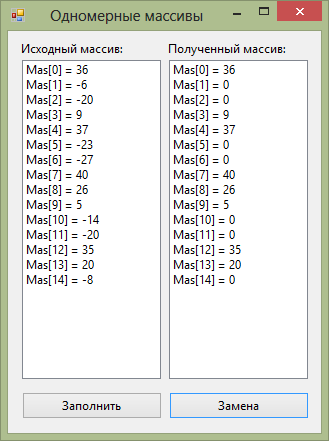 Одномерные массивы
Исходный массив:
Mas[0] = 36
Mas[1] = -6
Mas[2] = -20
Mas[3] = 9
Mas[4] = 37
Mas[5] = -23
Mas[6] = -27
Mas[7] = 40
Mas[8] = 26
Mas[9] = 5
Mas[10] = -14
Mas[11] = -20
Mas[12] = 35
Mas[13] = 20
Mas[14] = -8
Полученный массив:
Mas[0] = 36
Mas[1] = 0
Mas[2] = 0
Mas[3] = 9
Mas[4] = 37
Mas[5] = 0
Mas[6] = 0
Mas[7] = 40
Mas[8] = 26
Mas[9] = 5
Mas[10] = 0
Mas[11] = 0
Mas[12] = 35
Mas[13] = 20
Mas[14] = 0
Заполнить
Замена